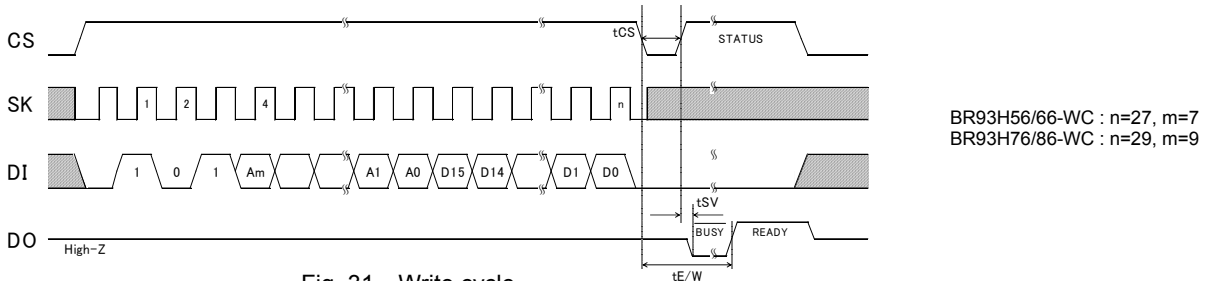 CS
tCS
STATUS
SK
1
2
4
n
BR93H56/66-WC : n=27, m=7
BR93H76/86-WC : n=29, m=9
DI
1
0
1
Am
A1
A0
D15
D14
D1
D0
tSV
DO
High-Z
BUSY
READY
tE/W